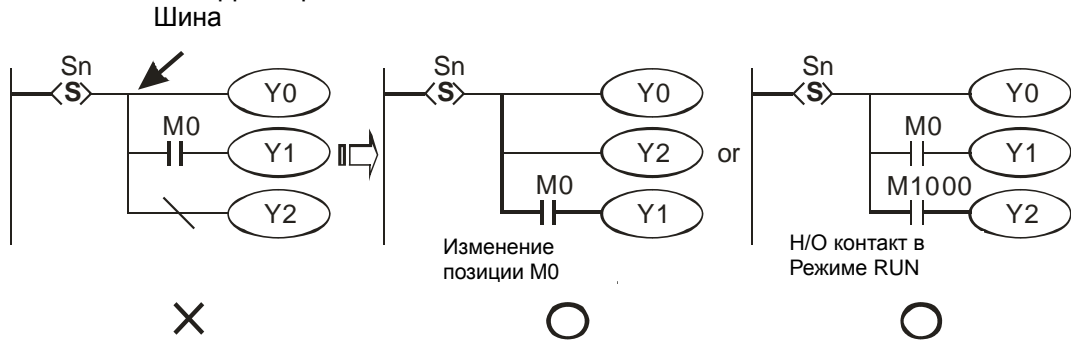 Шина
Sn
S
Y0
M0
Y1
Y2
Sn
S
Y0
Y2
M0
Y1
Изменение
позиции M0
or
Sn
S
Y0
M0
Y1
M1000
Y2
Н/О контакт в
Режиме RUN